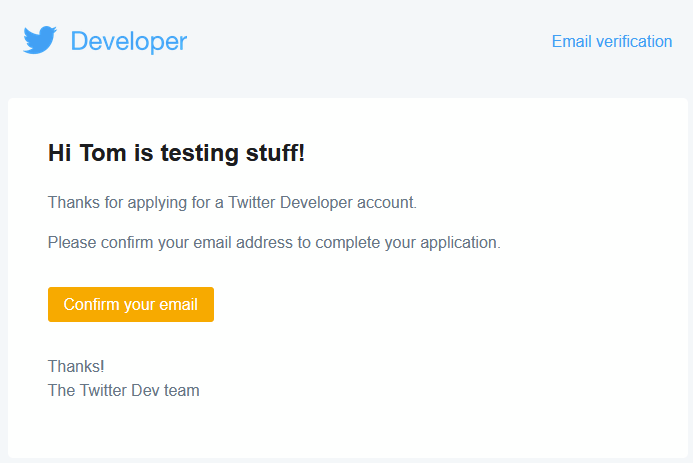 Developer
Email verification
Hi Tom is testing stuff!
Thanks for applying for a Twitter Developer account.
Please confirm your email address to complete your application.
Confirm your email
Thanks!
The Twitter Dev team